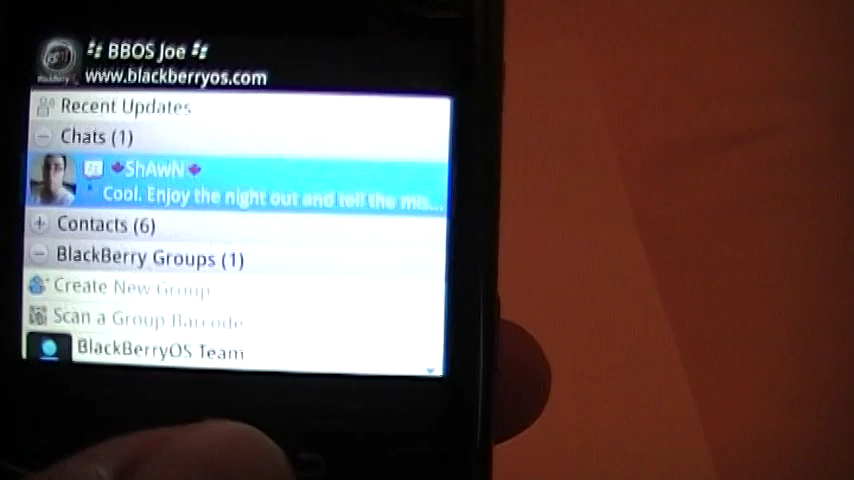 BBOS Joe
www.blackberryos.com
Recent Updates
Chats (1)
ShAwN
Cool. Enjoy the night out and tell the mis...
Contacts (6)
BlackBerry Groups (1)
Create New Group
Scan a Group Barcode
BlackBerryOS Team